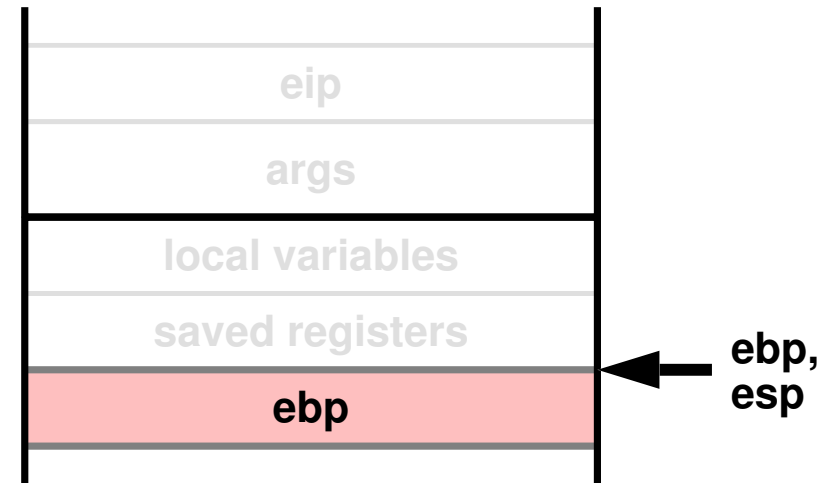 eip
args
local variables
saved registers
ebp
ebp,
esp